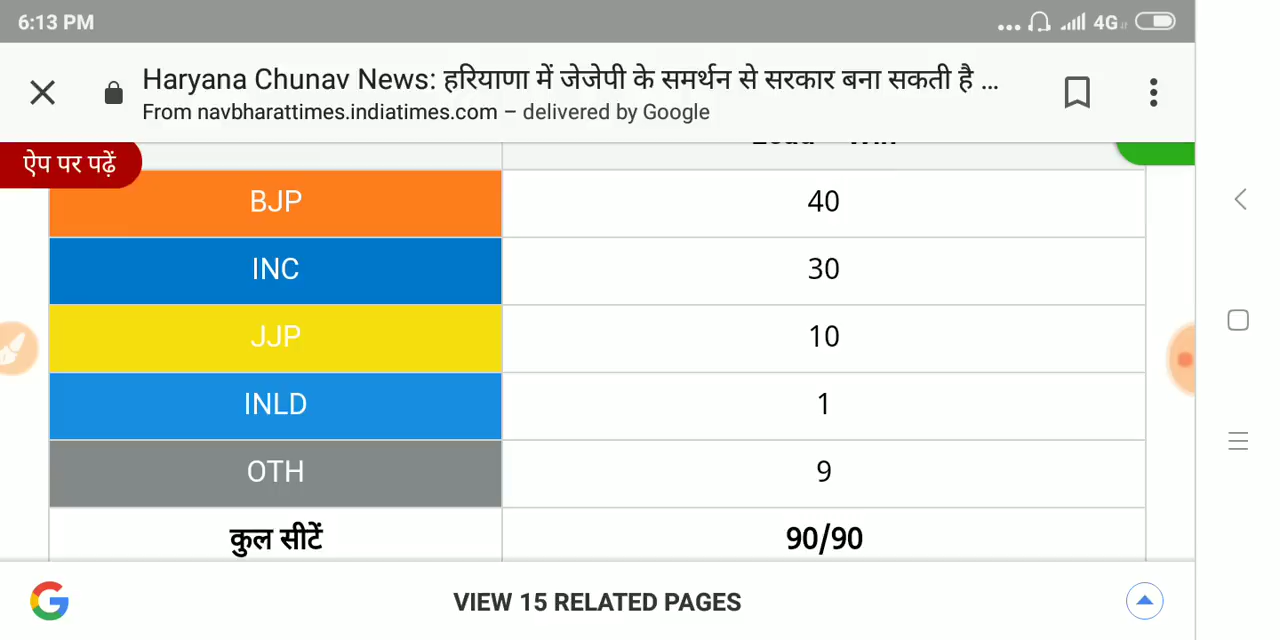 6:13 PM
4G
Haryana Chunav News: हरियाणा में जेजेपी के समर्थन से सरकार बना सकती है ...
From navbharattimes.indiatimes.com – delivered by Google
ऐप पर पढ़ें
BJP 40
INC 30
JJP 10
INLD 1
OTH 9
कुल सीटें 90/90
VIEW 15 RELATED PAGES